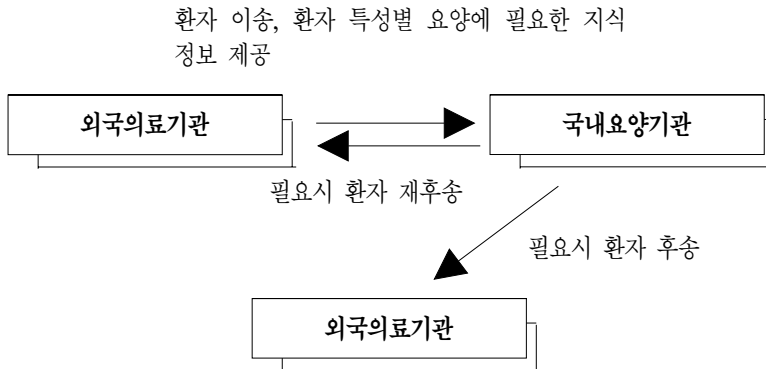 환자 이송, 환자 특성별 요양에 필요한 지식
정보 제공
외국의료기관
국내요양기관
필요시 환자 재후송
필요시 환자 후송
외국의료기관